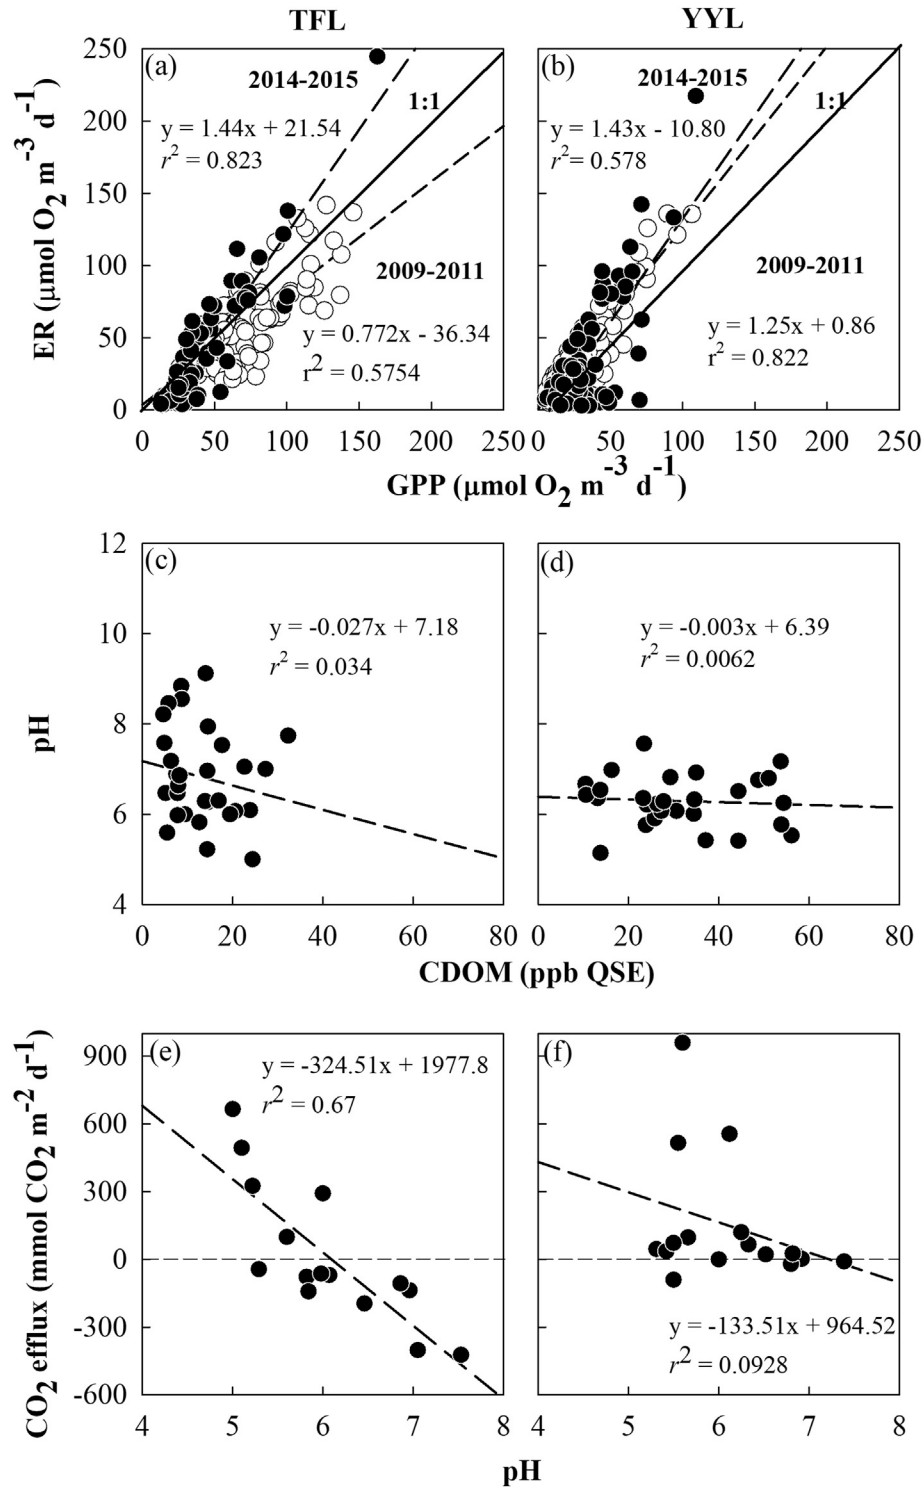 TFL
YYL
(a)
2014-2015
1:1
y = 1.44x + 21.54
r² = 0.823
2009-2011
y = 0.772x - 36.34
r² = 0.5754
ER (μmol O₂ m⁻³ d⁻¹)
250
200
150
100
50
0
0 50 100 150 200 250
(b)
2014-2015
1:1
y = 1.43x - 10.80
r² = 0.578
2009-2011
y = 1.25x + 0.86
r² = 0.822
0 50 100 150 200 250
GPP (μmol O₂ m⁻³ d⁻¹)
(c)
y = -0.027x + 7.18
r² = 0.034
pH
12
10
8
6
4
0 20 40 60 80
(d)
y = -0.003x + 6.39
r² = 0.0062
0 20 40 60 80
CDOM (ppb QSE)
(e)
y = -324.51x + 1977.8
r² = 0.67
CO₂ efflux (mmol CO₂ m⁻² d⁻¹)
900
600
300
0
-300
-600
4 5 6 7 8
(f)
y = -133.51x + 964.52
r² = 0.0928
4 5 6 7 8
pH